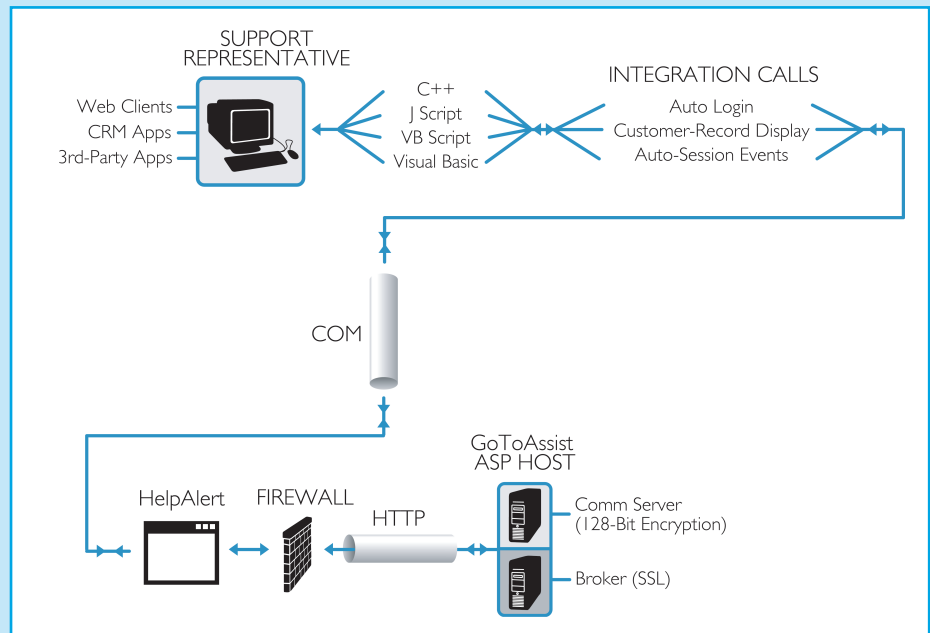 SUPPORT
REPRESENTATIVE
Web Clients
CRM Apps
3rd-Party Apps
C++
J Script
VB Script
Visual Basic
INTEGRATION CALLS
Auto Login
Customer-Record Display
Auto-Session Events
COM
HelpAlert
FIREWALL
HTTP
GoToAssist
ASP HOST
Comm Server
(128-Bit Encryption)
Broker (SSL)